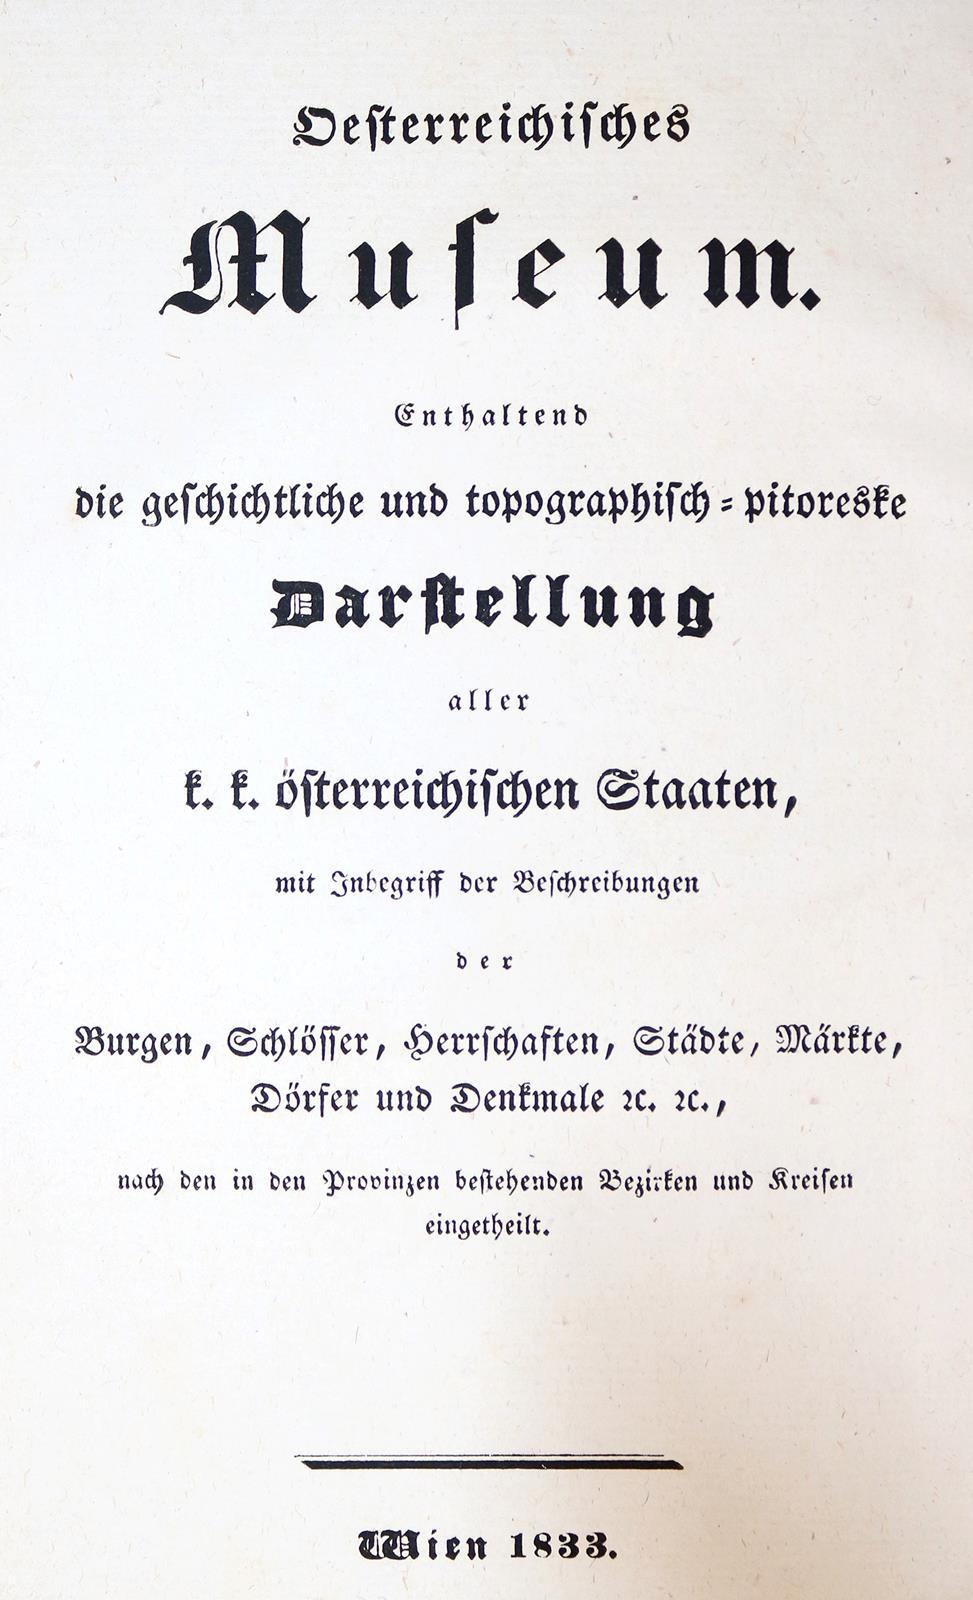 Oesterreichisches
Museum.
Enthaltend
die geschichtliche und topographisch=pitoreske
Darstellung
aller
k. k. österreichischen Staaten,
mit Inbegriff der Beschreibungen
der
Burgen, Schlösser, Herrschaften, Städte, Märkte,
Dörfer und Denkmale ꝛc. ꝛc.,
nach den in den Provinzen bestehenden Bezirken und Kreisen
eingetheilt.
Wien 1833.